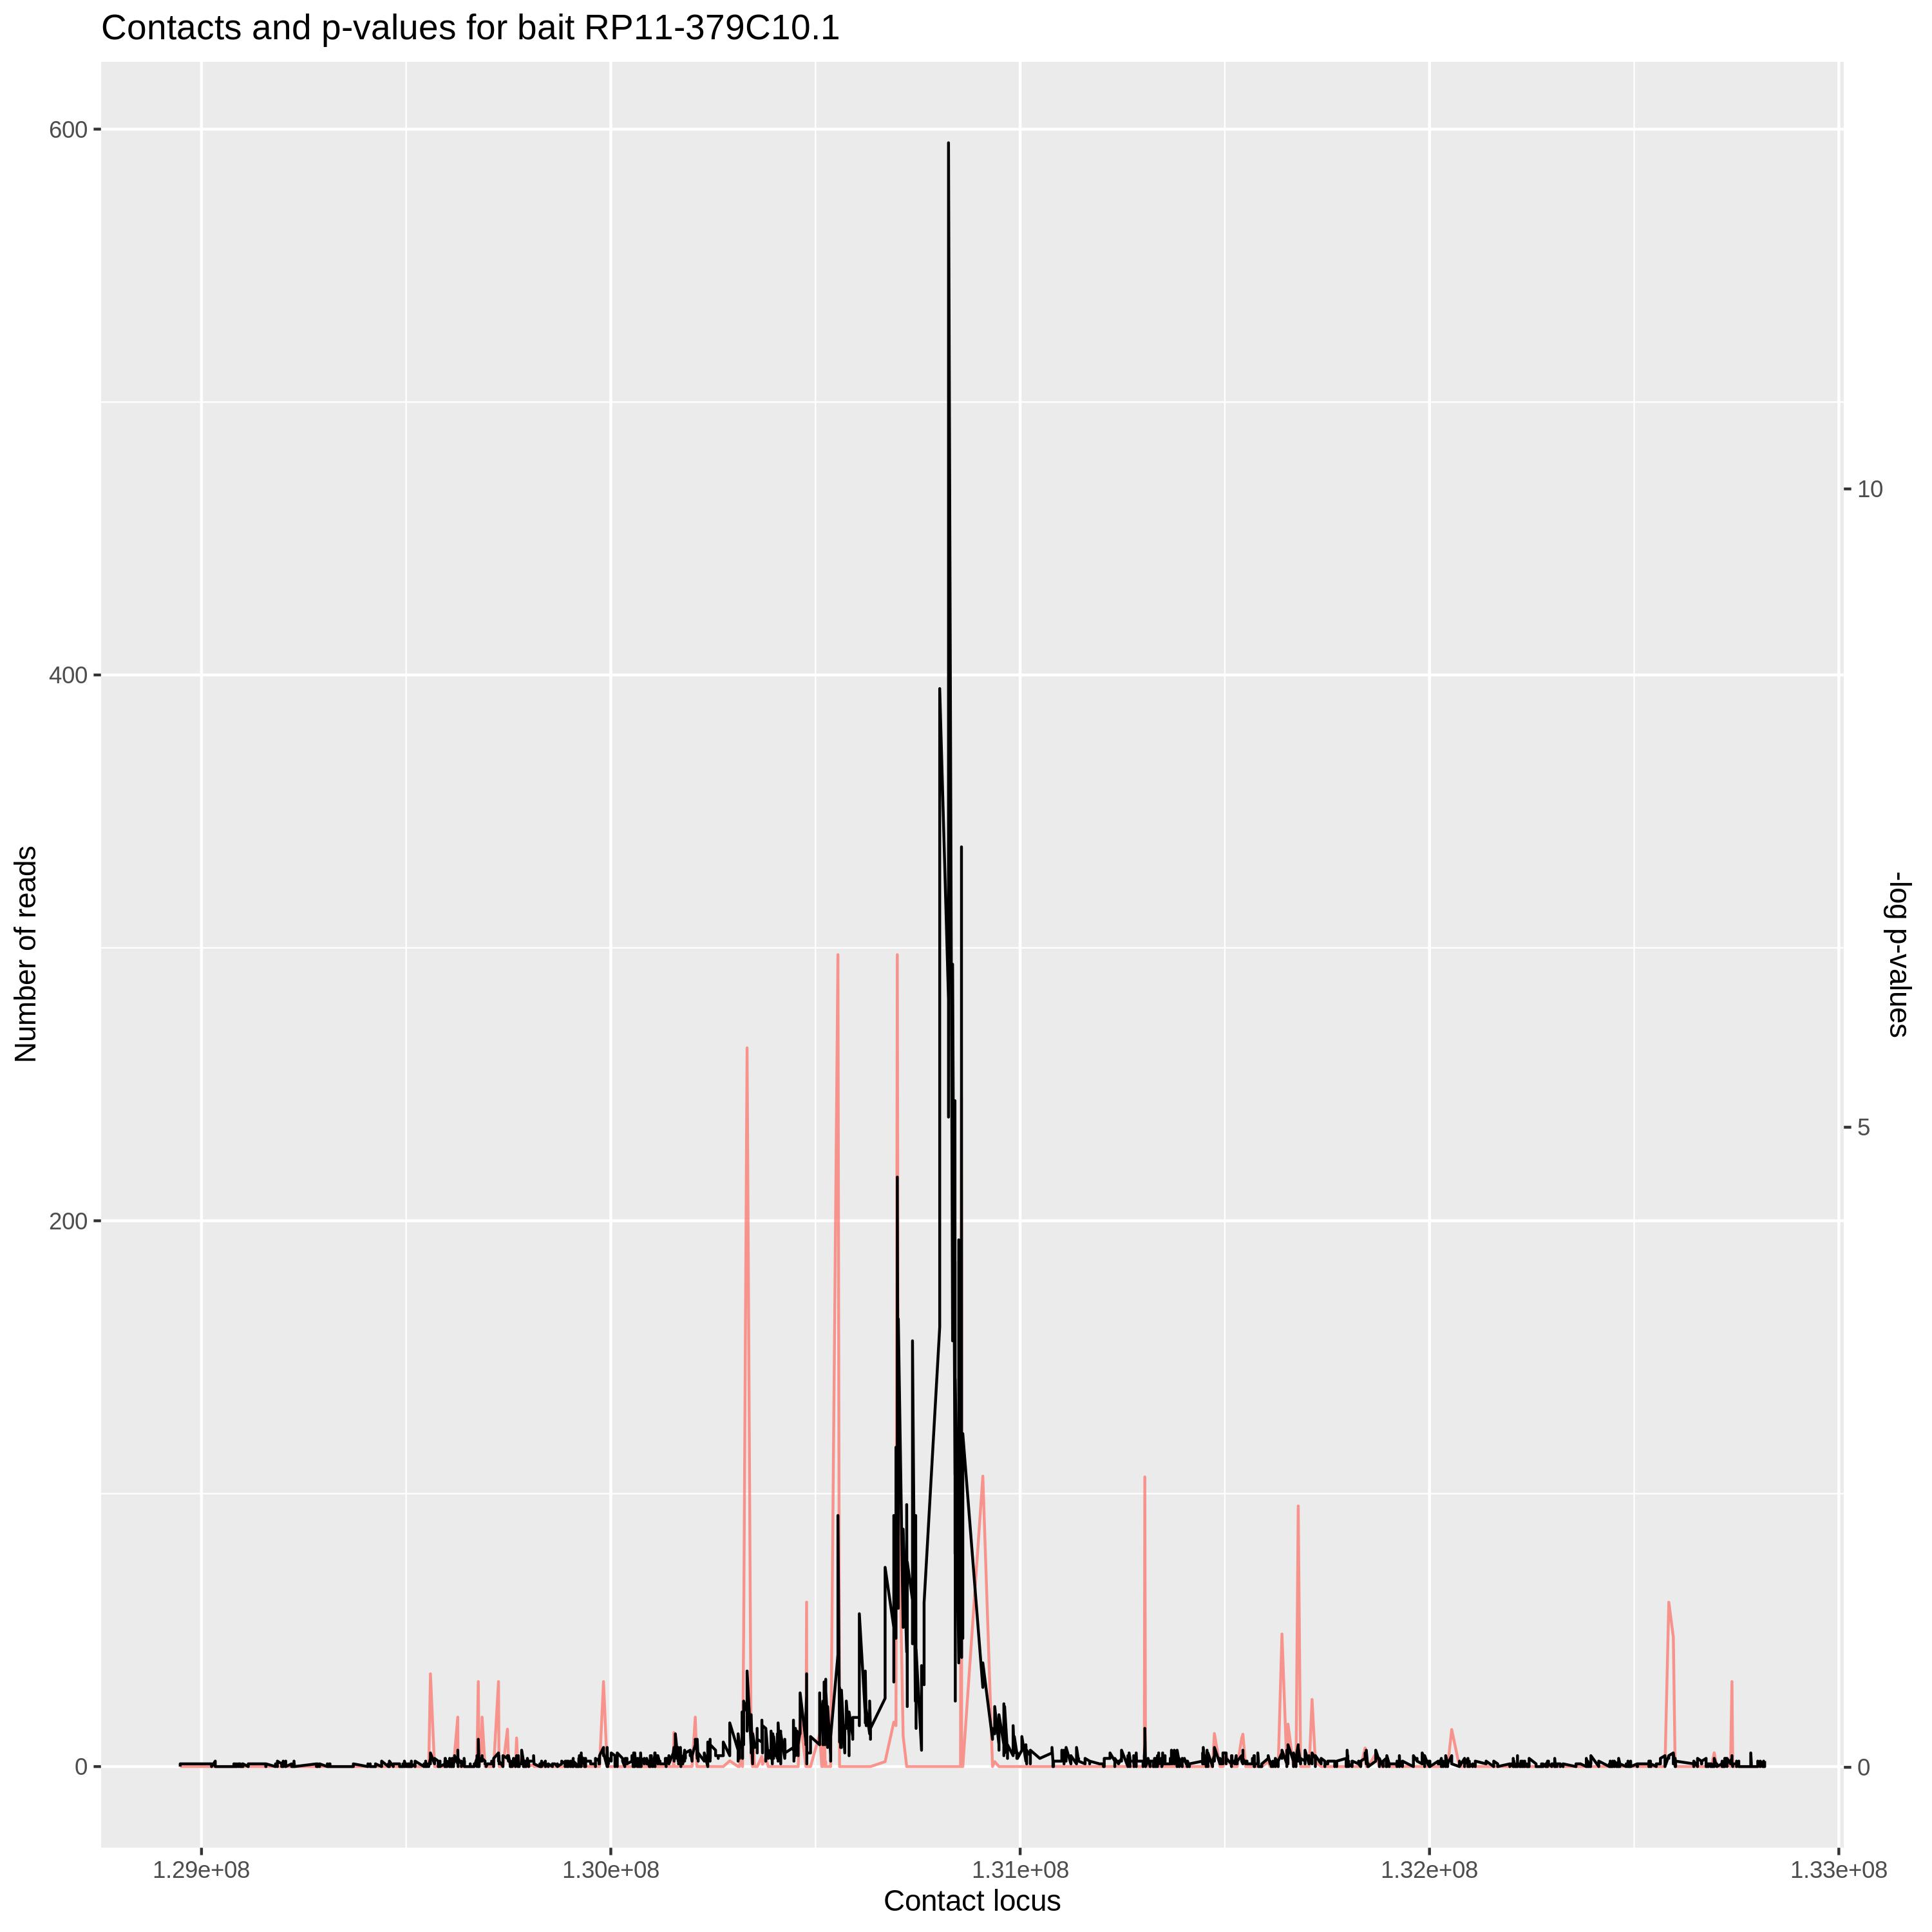 Contacts and p-values for bait RP11-379C10.1
600
400
200
0
Number of reads
10
5
0
-log p-values
1.29e+08
1.30e+08
1.31e+08
1.32e+08
1.33e+08
Contact locus